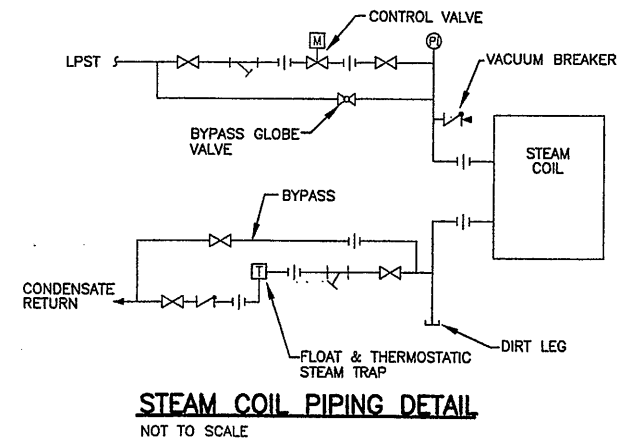 CONTROL VALVE
M
PI
LPST
VACUUM BREAKER
BYPASS GLOBE
VALVE
STEAM
COIL
BYPASS
T
CONDENSATE
RETURN
DIRT LEG
FLOAT & THERMOSTATIC
STEAM TRAP
STEAM COIL PIPING DETAIL
NOT TO SCALE